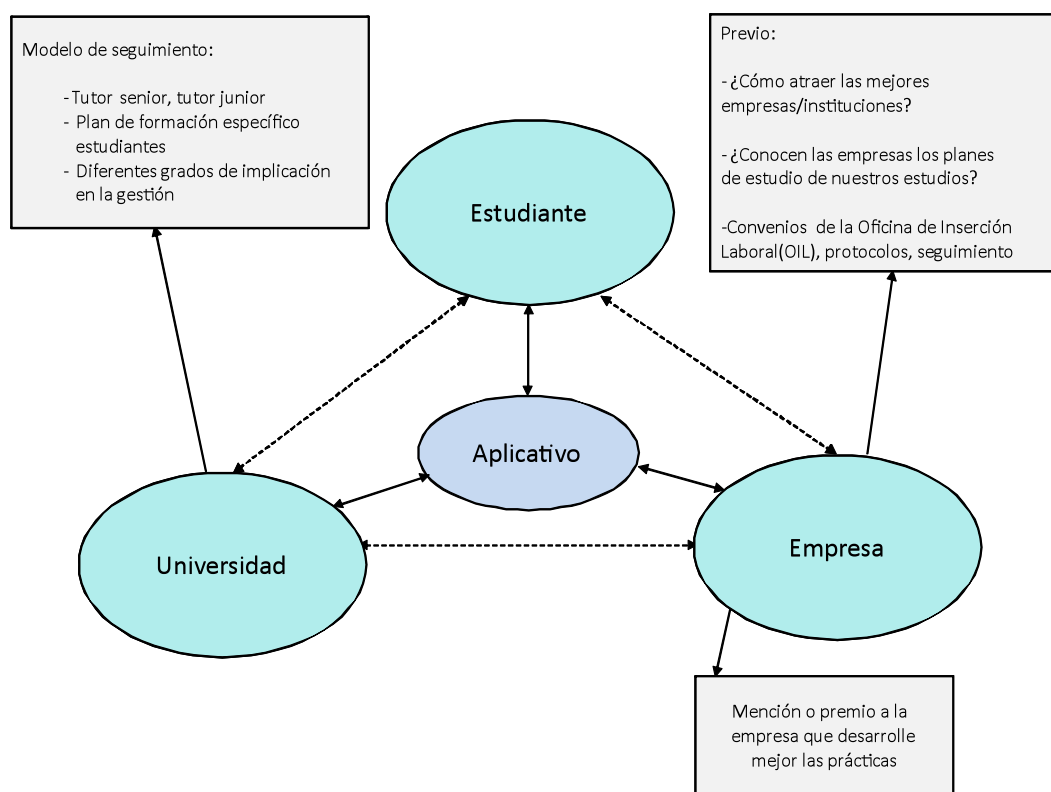 Modelo de seguimiento:
-Tutor senior, tutor junior
- Plan de formación específico
estudiantes
- Diferentes grados de implicación
en la gestión
Previo:
-¿Cómo atraer las mejores
empresas/instituciones?
-¿Conocen las empresas los planes
de estudio de nuestros estudios?
-Convenios de la Oficina de Inserción
Laboral(OIL), protocolos, seguimiento
Estudiante
Aplicativo
Universidad
Empresa
Mención o premio a la
empresa que desarrolle
mejor las prácticas